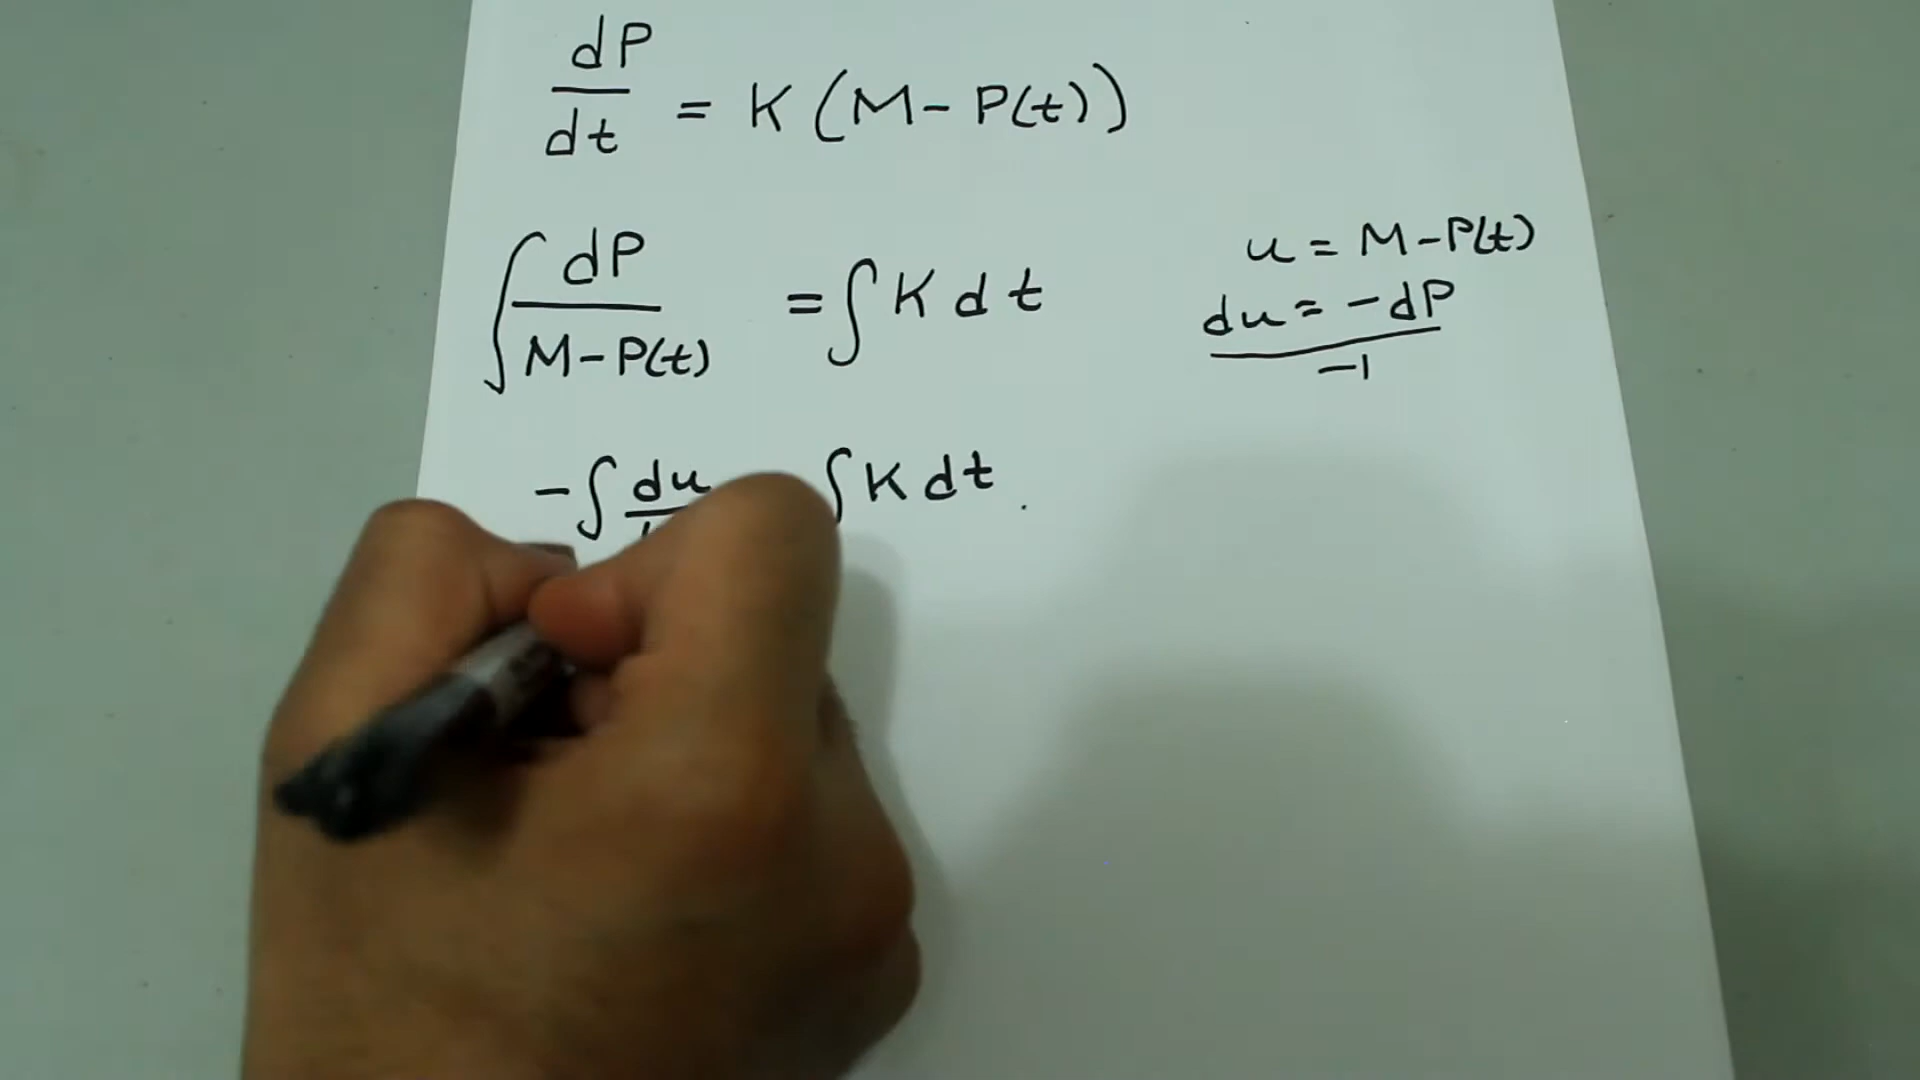 dP
dt = K (M - P(t))
∫ dP / M - P(t) = ∫ K dt
u = M - P(t)
du = - dP
-1
- ∫ du ∫ K dt